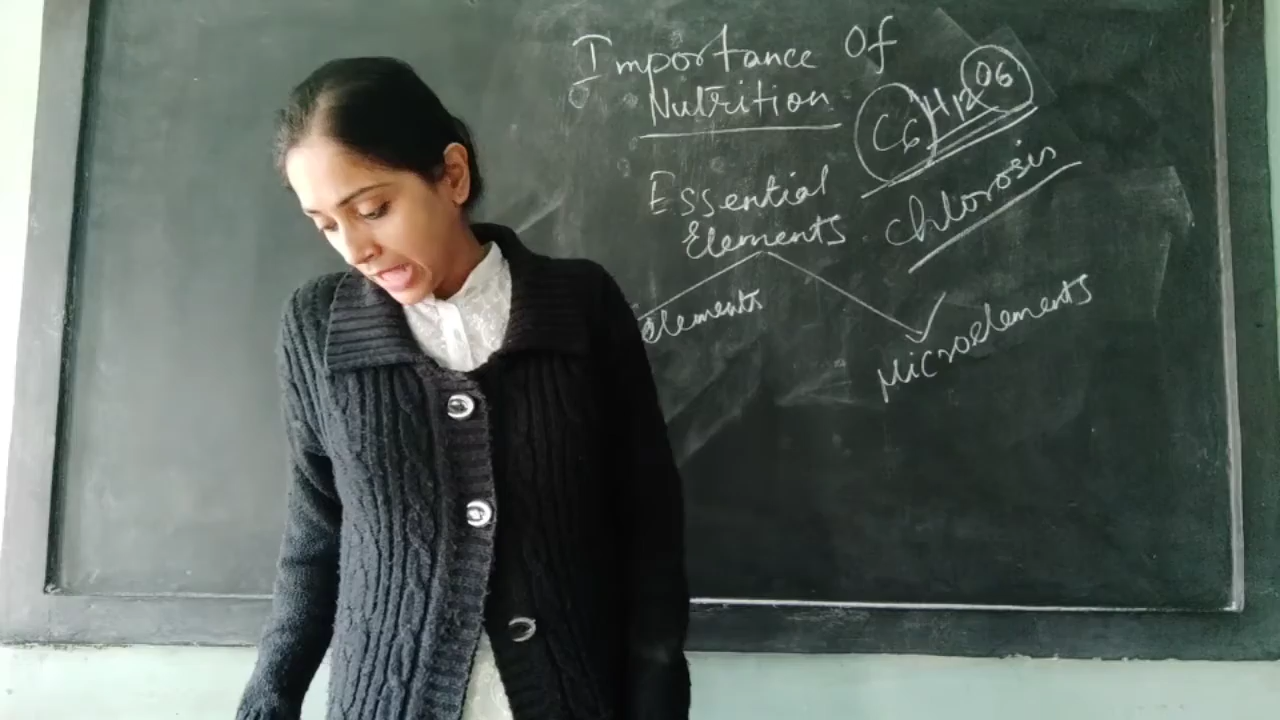 Importance Of
Nutrition
C6H12O6
Essential
Elements
chlorosis
elements
Microelements